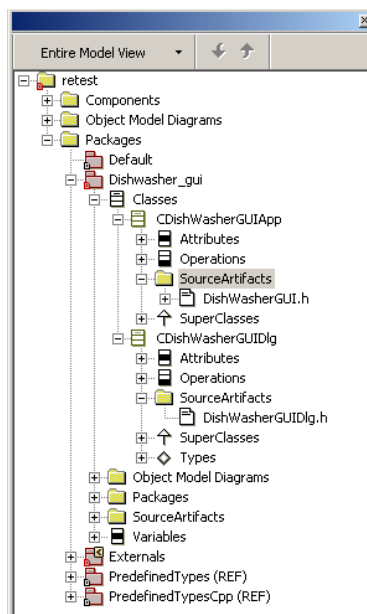 Entire Model View
retest
Components
Object Model Diagrams
Packages
Default
Dishwasher_gui
Classes
CDishWasherGUIApp
Attributes
Operations
SourceArtifacts
DishWasherGUI.h
SuperClasses
CDishWasherGUIDlg
Attributes
Operations
SourceArtifacts
DishWasherGUIDlg.h
SuperClasses
Types
Object Model Diagrams
Packages
SourceArtifacts
Variables
Externals
PredefinedTypes (REF)
PredefinedTypesCpp (REF)